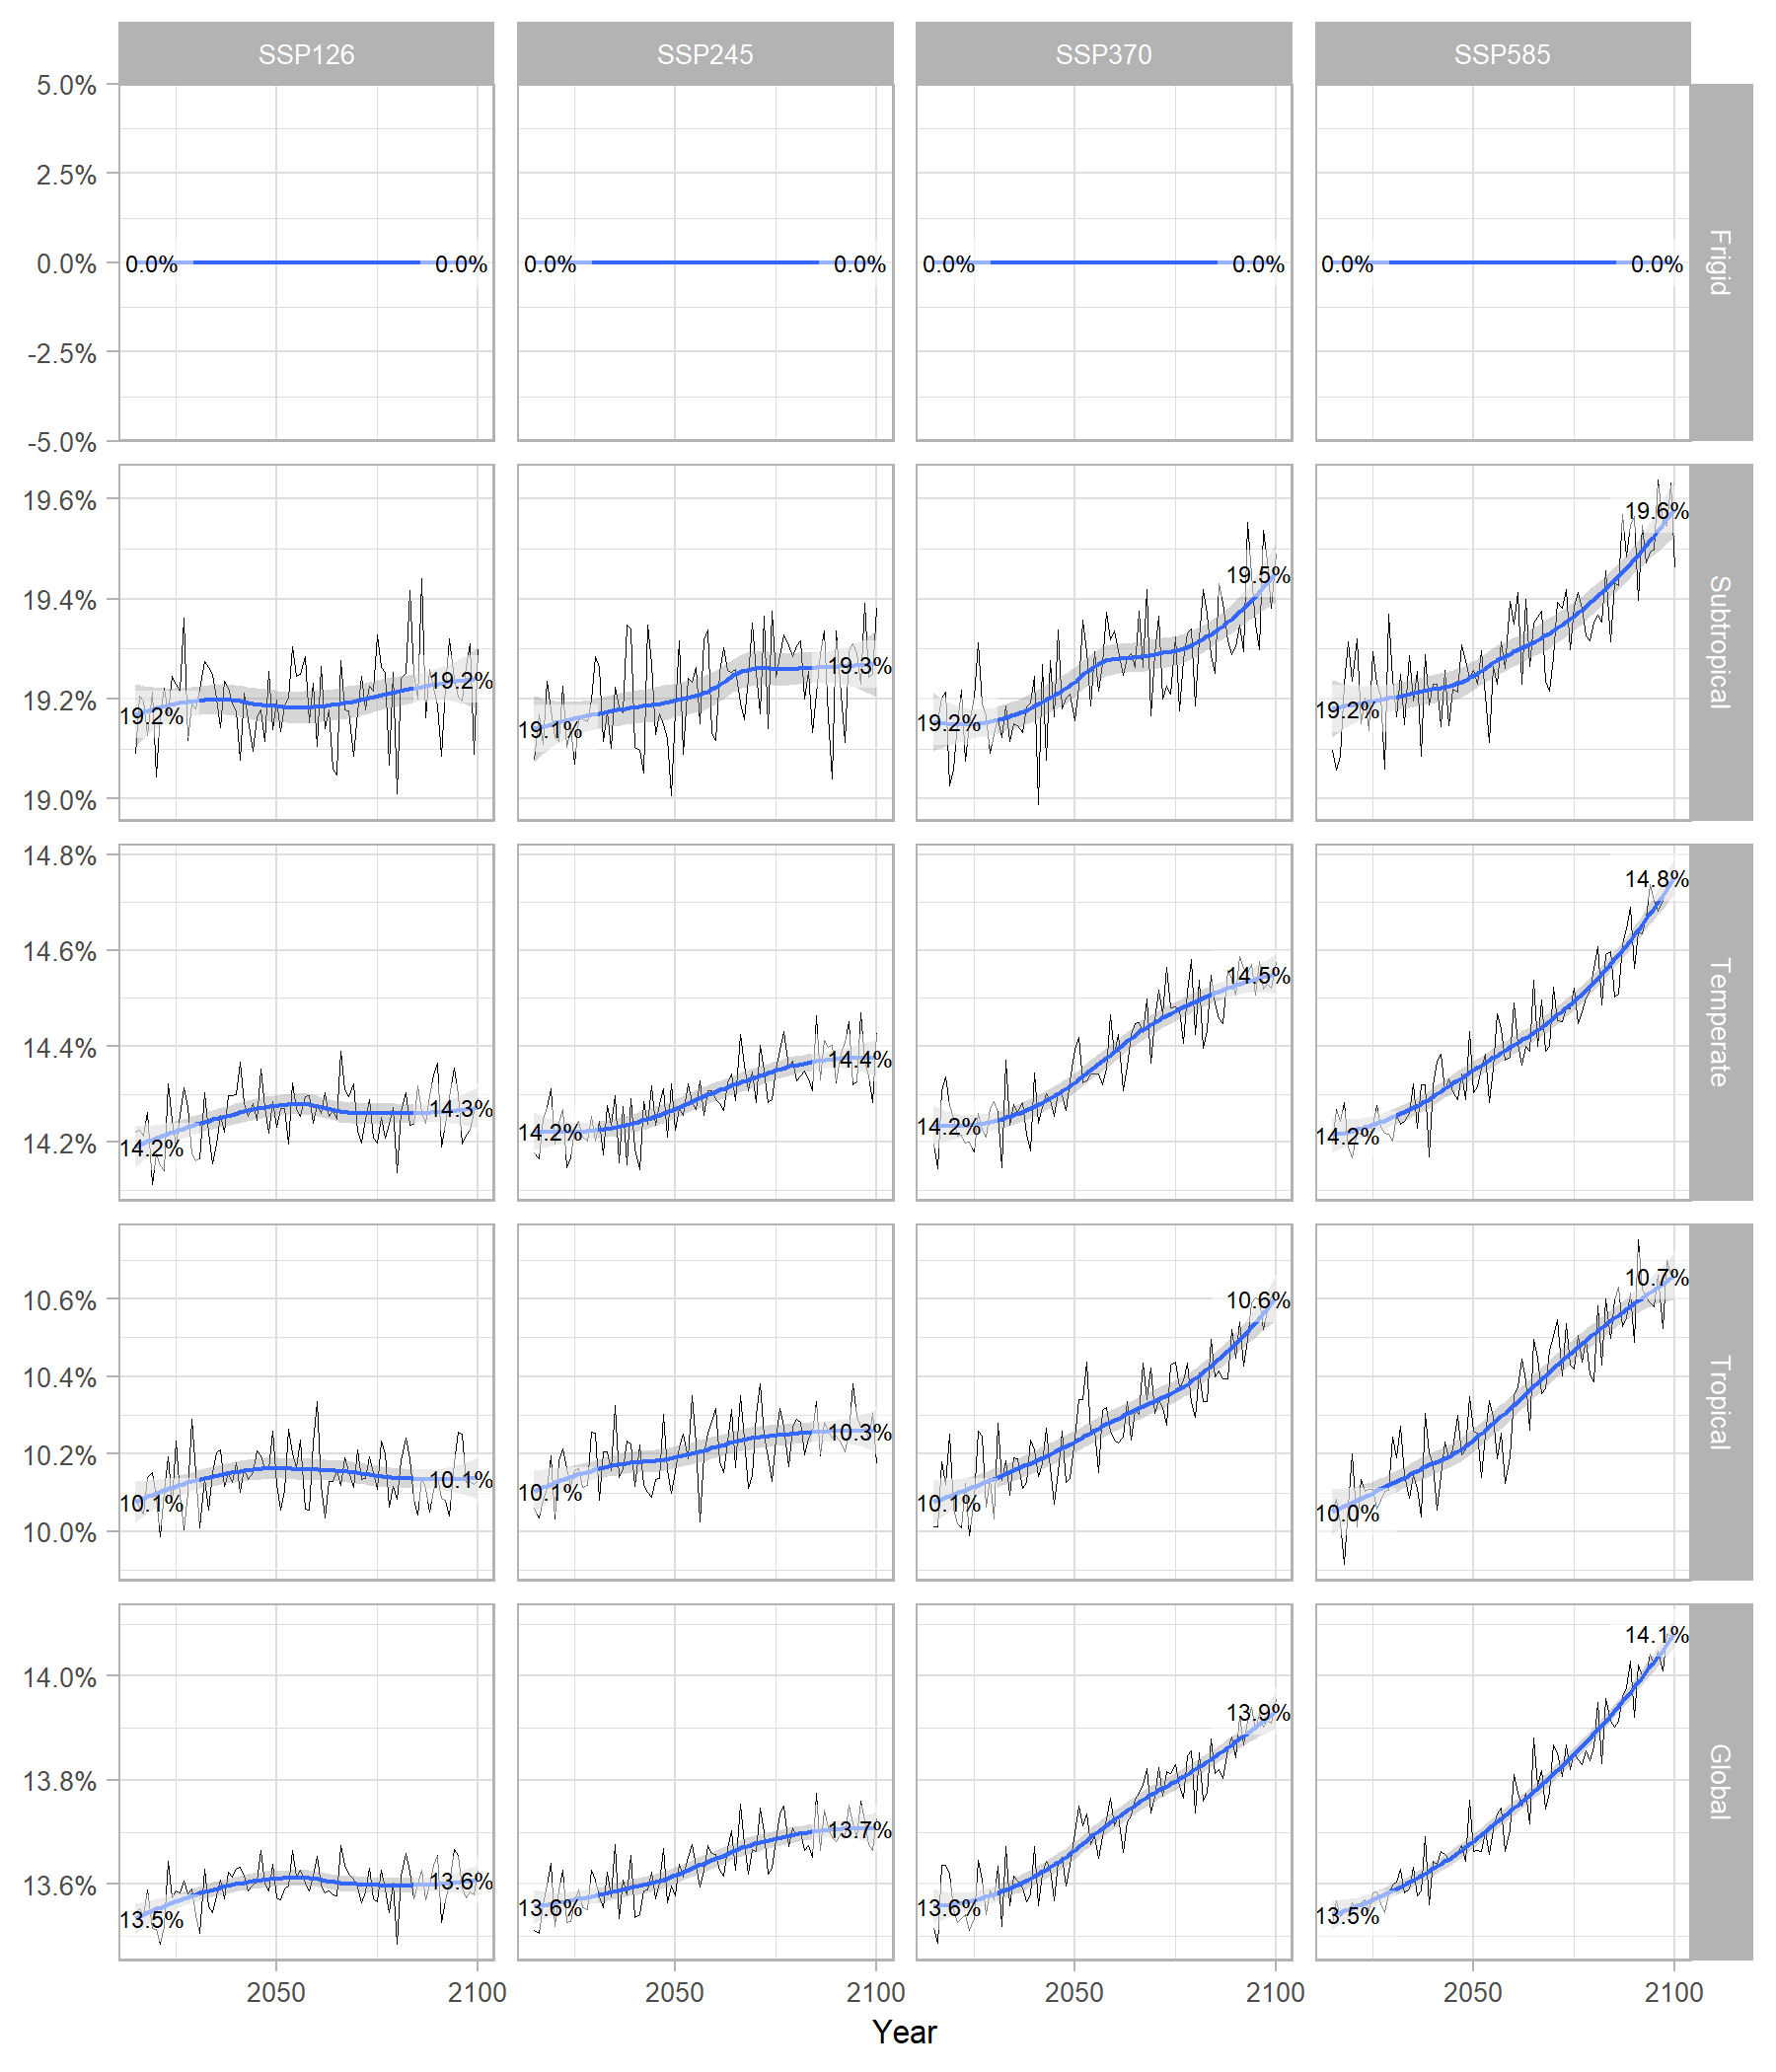 SSP126 SSP245 SSP370 SSP585
5.0%
2.5%
0.0% 0.0% 0.0% 0.0% 0.0% 0.0% 0.0% 0.0% 0.0%
-2.5%
-5.0%
Frigid
19.6%
19.4%
19.2%
19.0%
19.2% 19.2% 19.1% 19.3% 19.2% 19.5% 19.2% 19.6%
Subtropical
14.8%
14.6%
14.4%
14.2%
14.2% 14.3% 14.2% 14.4% 14.2% 14.5% 14.2% 14.8%
Temperate
10.6%
10.4%
10.2%
10.0%
10.1% 10.1% 10.1% 10.3% 10.1% 10.6% 10.0% 10.7%
Tropical
14.0%
13.8%
13.6%
13.5% 13.6% 13.6% 13.7% 13.6% 13.9% 13.5% 14.1%
Global
2050 2100 2050 2100 2050 2100 2050 2100
Year